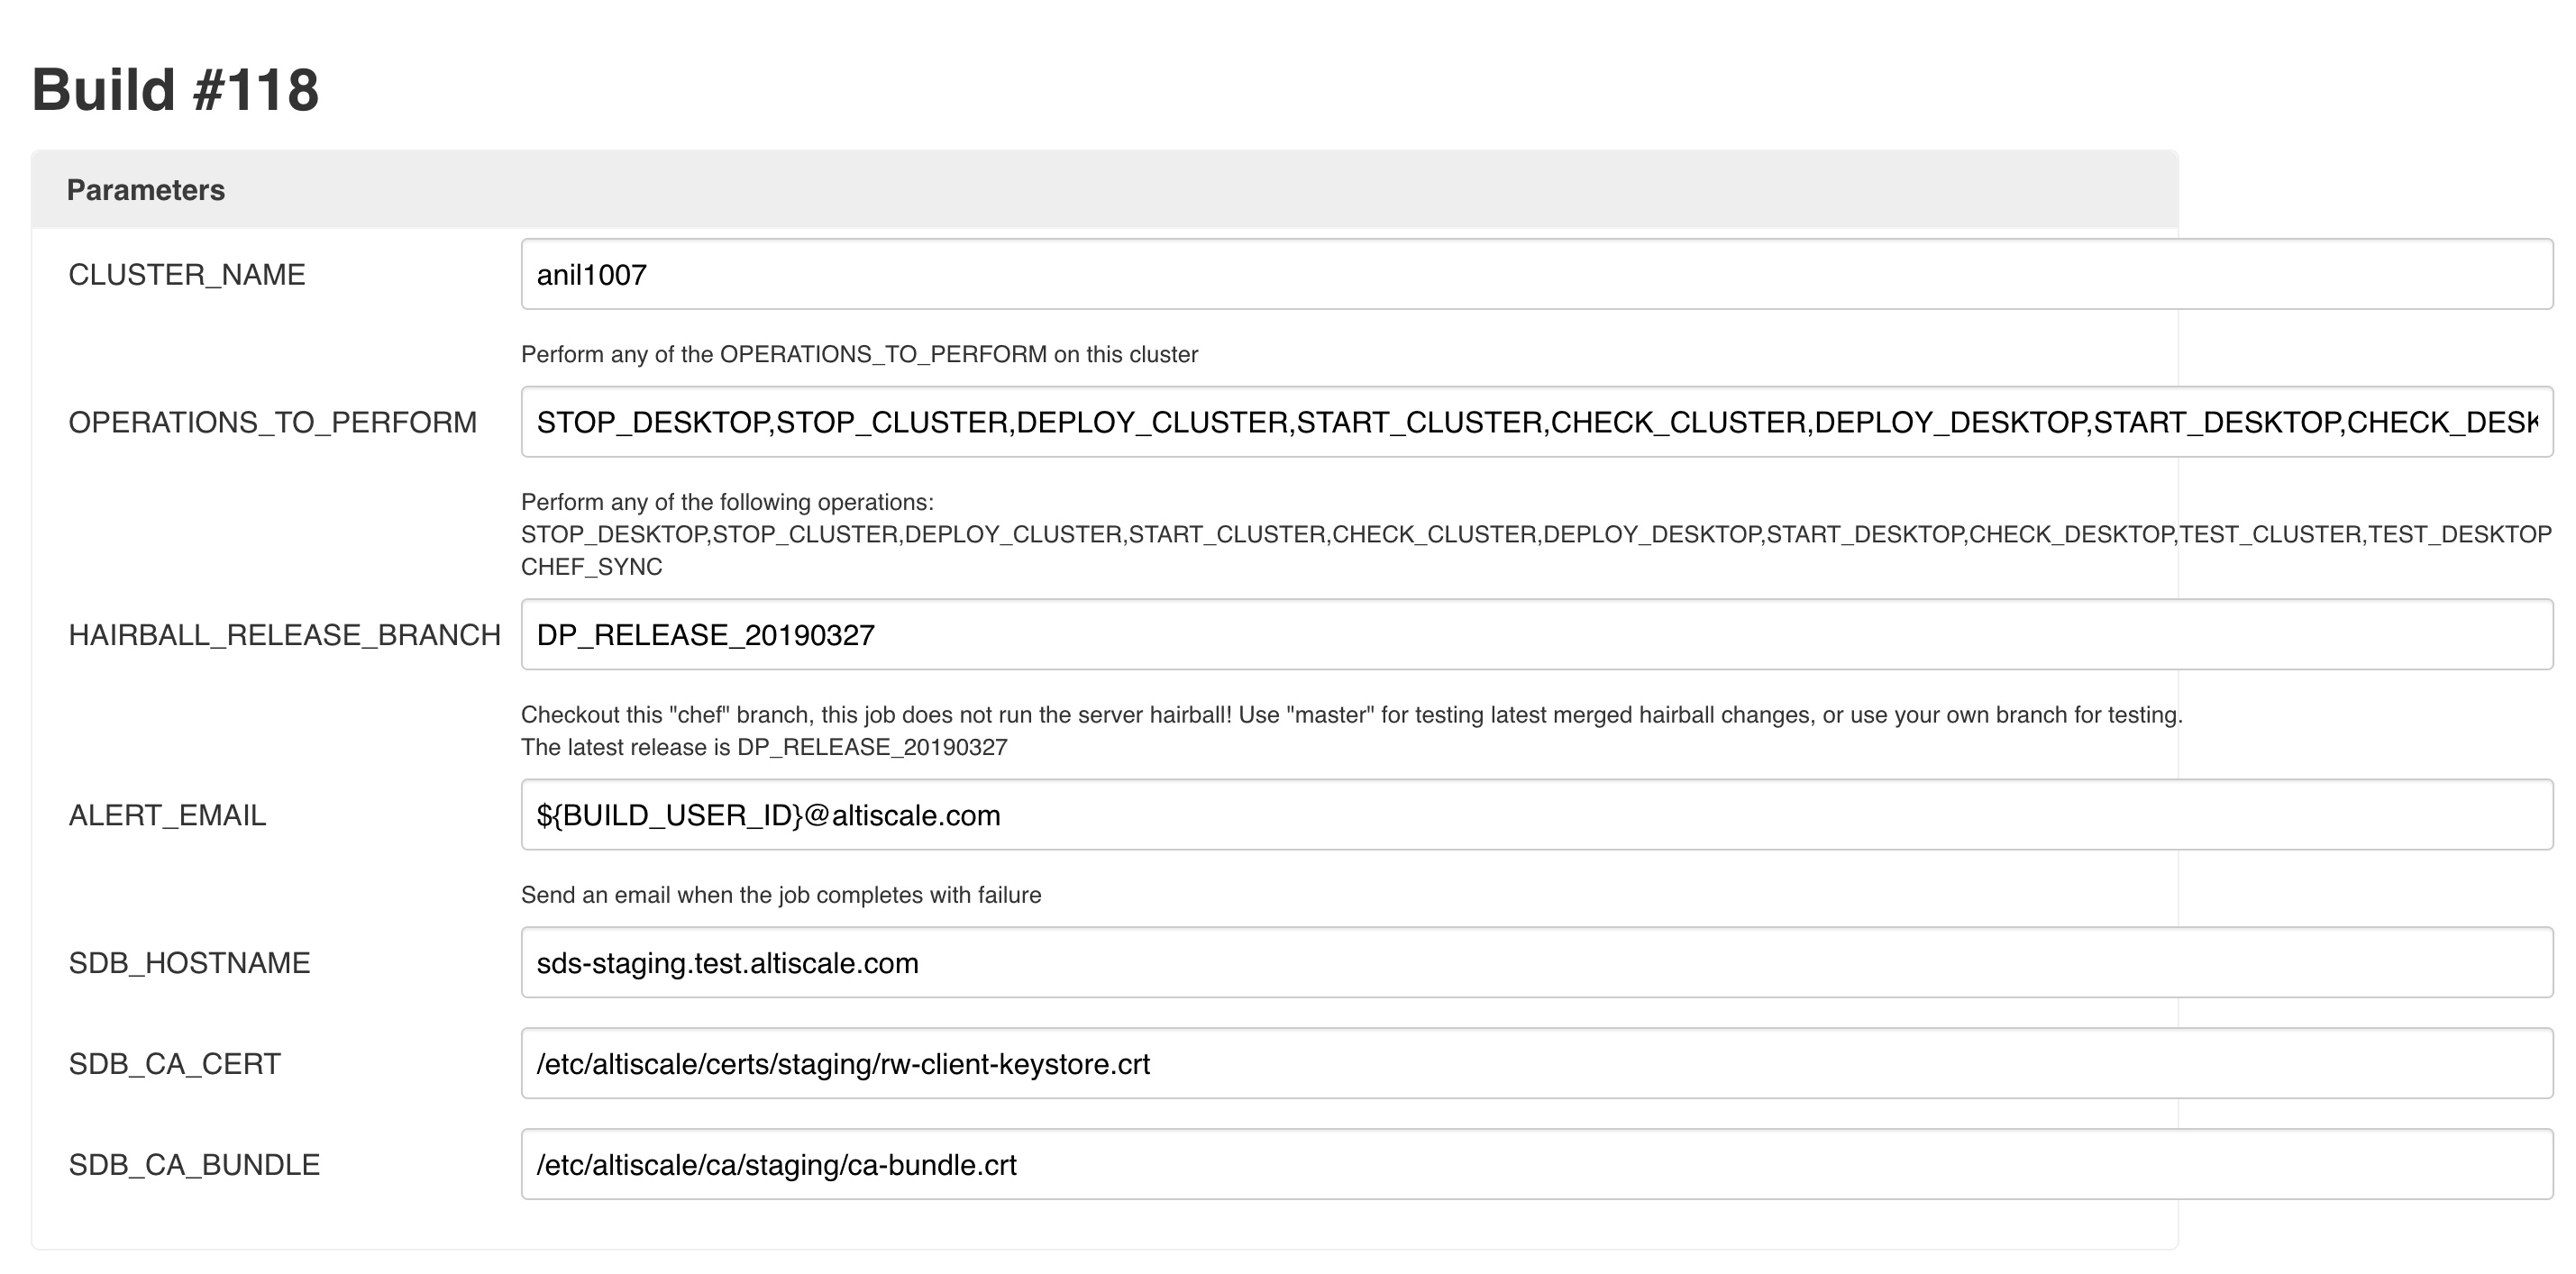 Build #118
Parameters
CLUSTER_NAME
anil1007
Perform any of the OPERATIONS_TO_PERFORM on this cluster
OPERATIONS_TO_PERFORM
STOP_DESKTOP,STOP_CLUSTER,DEPLOY_CLUSTER,START_CLUSTER,CHECK_CLUSTER,DEPLOY_DESKTOP,START_DESKTOP,CHECK_DESK
Perform any of the following operations:
STOP_DESKTOP,STOP_CLUSTER,DEPLOY_CLUSTER,START_CLUSTER,CHECK_CLUSTER,DEPLOY_DESKTOP,START_DESKTOP,CHECK_DESKTOP,TEST_CLUSTER,TEST_DESKTOP
CHEF_SYNC
HAIRBALL_RELEASE_BRANCH
DP_RELEASE_20190327
Checkout this "chef" branch, this job does not run the server hairball! Use "master" for testing latest merged hairball changes, or use your own branch for testing.
The latest release is DP_RELEASE_20190327
ALERT_EMAIL
${BUILD_USER_ID}@altiscale.com
Send an email when the job completes with failure
SDB_HOSTNAME
sds-staging.test.altiscale.com
SDB_CA_CERT
/etc/altiscale/certs/staging/rw-client-keystore.crt
SDB_CA_BUNDLE
/etc/altiscale/ca/staging/ca-bundle.crt